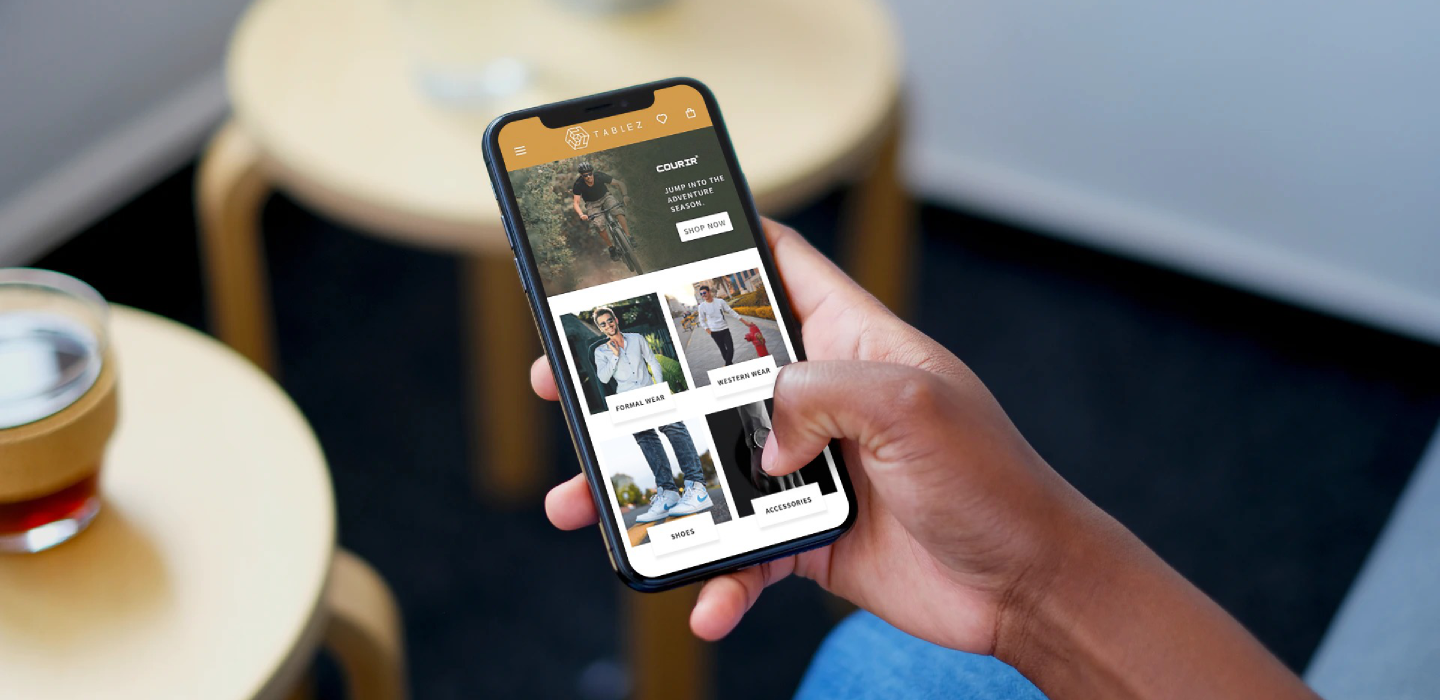 TABLEZ
COURIR
JUMP INTO THE
ADVENTURE
SEASON.
SHOP NOW
FORMAL WEAR
WESTERN WEAR
SHOES
ACCESSORIES